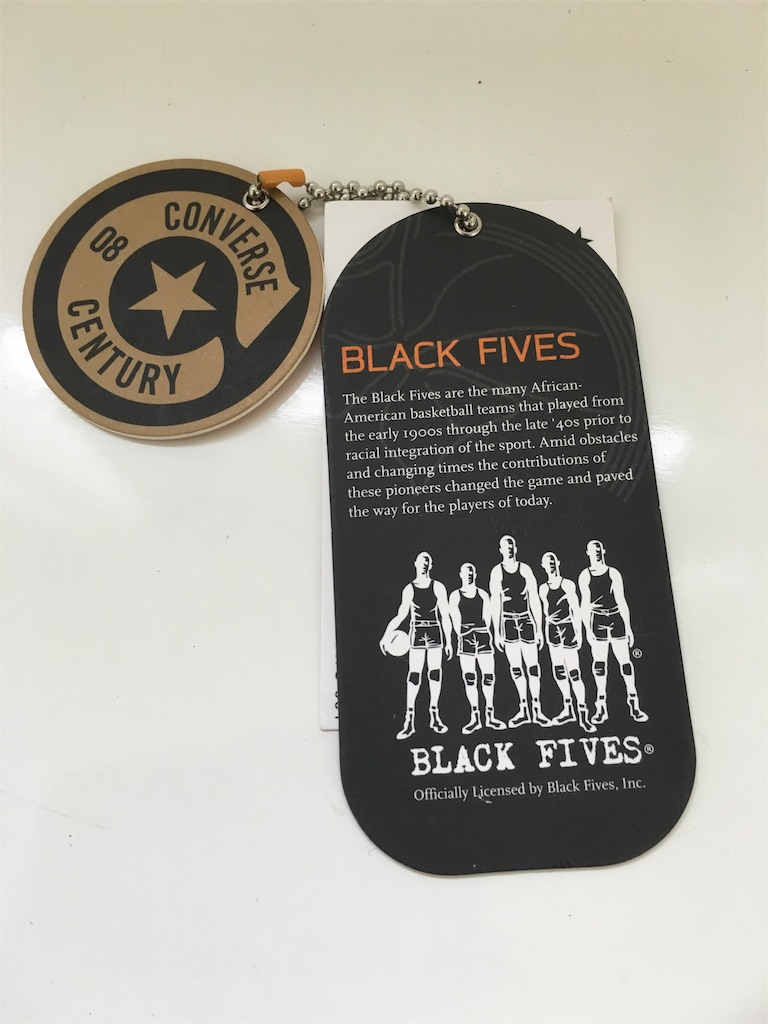 CONVERSE
08
CENTURY
BLACK FIVES
The Black Fives are the many African-
American basketball teams that played from
the early 1900s through the late '40s prior to
racial integration of the sport. Amid obstacles
and changing times the contributions of
these pioneers changed the game and paved
the way for the players of today.
®
BLACK FIVES®
Officially Licensed by Black Fives, Inc.